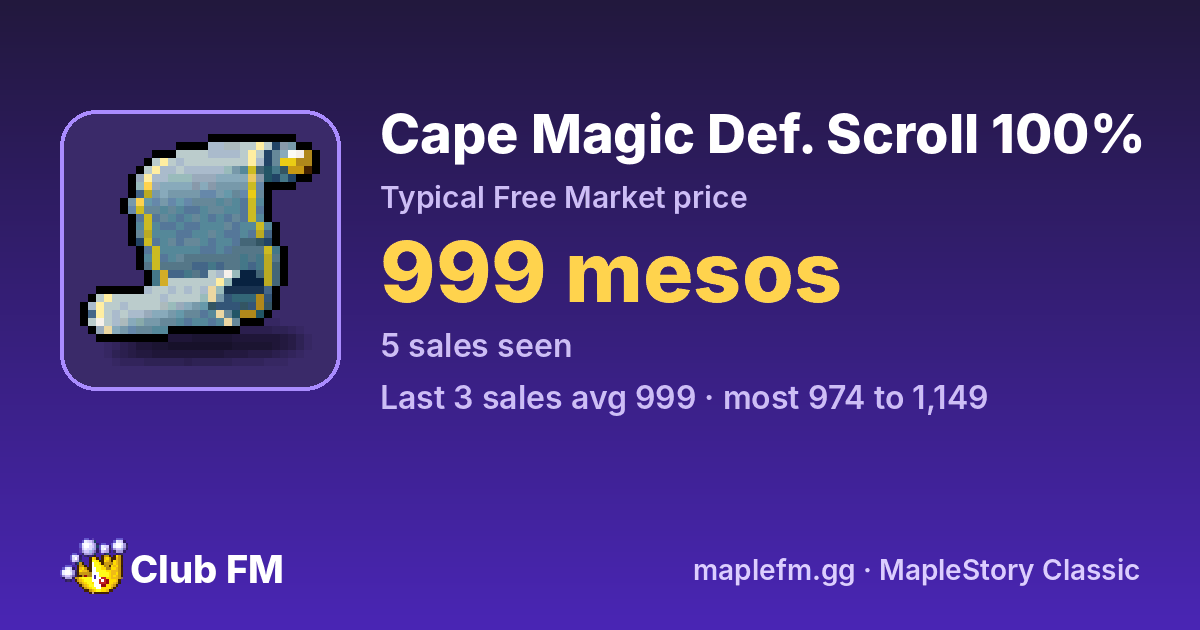 Cape Magic Def. Scroll 100%
Typical Free Market price
999 mesos
5 sales seen
Last 3 sales avg 999 · most 974 to 1,149
Club FM
maplefm.gg · MapleStory Classic